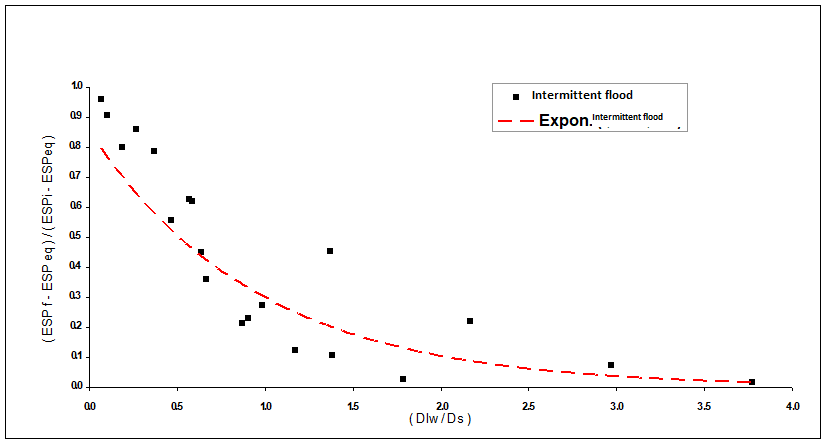 Intermittent flood
Expon. Intermittent flood
( ESP f - ESP eq ) / ( ESPi - ESPeq )
1.0
0.9
0.8
0.7
0.6
0.5
0.4
0.3
0.2
0.1
0.0
0.0 0.5 1.0 1.5 2.0 2.5 3.0 3.5 4.0
( Dlw / Ds )